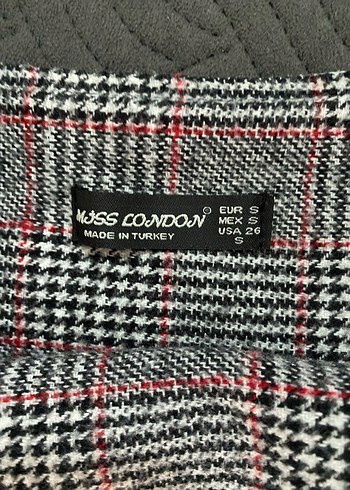 MISS LONDON
MADE IN TURKEY
EUR S
MEX S
USA 26
S